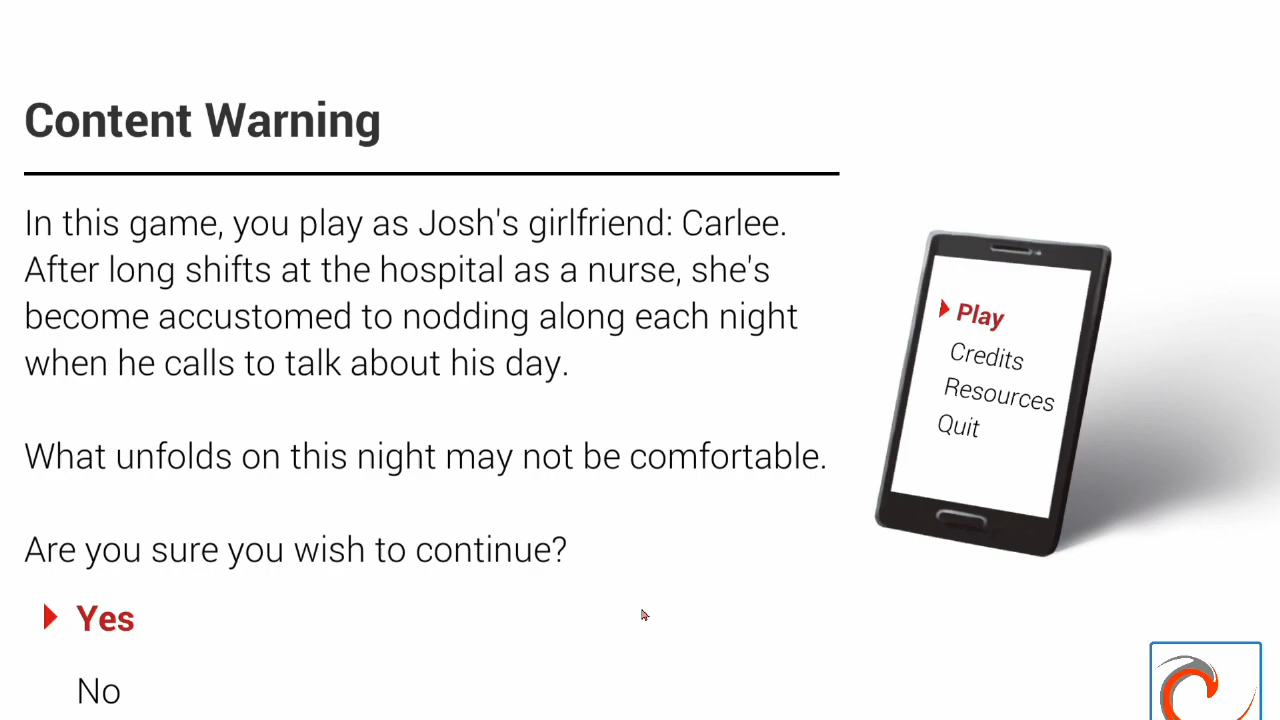 Content Warning
In this game, you play as Josh's girlfriend: Carlee.
After long shifts at the hospital as a nurse, she's
become accustomed to nodding along each night
when he calls to talk about his day.
What unfolds on this night may not be comfortable.
Are you sure you wish to continue?
Yes
No
Play
Credits
Resources
Quit